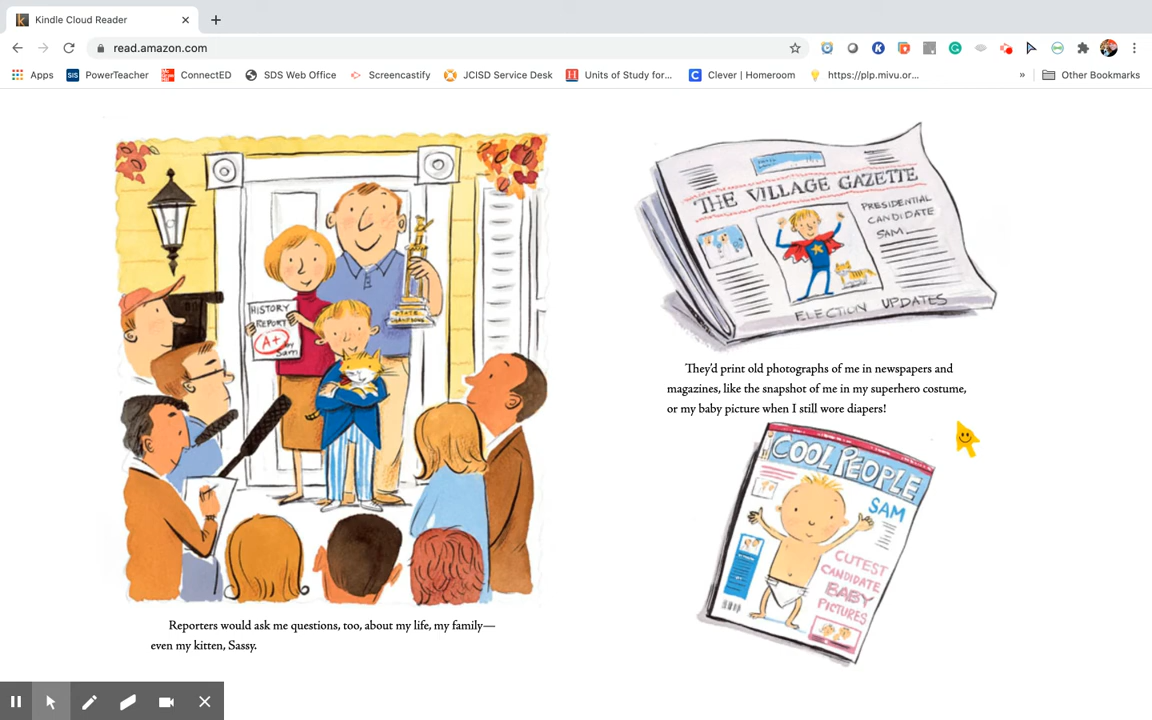 Kindle Cloud Reader
read.amazon.com
Apps
SiS PowerTeacher
ConnectED
SDS Web Office
Screencastify
JCISD Service Desk
Units of Study for...
Clever | Homeroom
https://plp.mivu.or...
»
Other Bookmarks
HISTORY
REPORT
A+
Sam
STATE
Reporters would ask me questions, too, about my life, my family—
even my kitten, Sassy.
THE VILLAGE GAZETTE
PRESIDENTIAL
CANDIDATE
SAM
ELECTION UPDATES
They'd print old photographs of me in newspapers and
magazines, like the snapshot of me in my superhero costume,
or my baby picture when I still wore diapers!
COOL PEOPLE
SAM
CUTEST
CANDIDATE
BABY
PICTURES